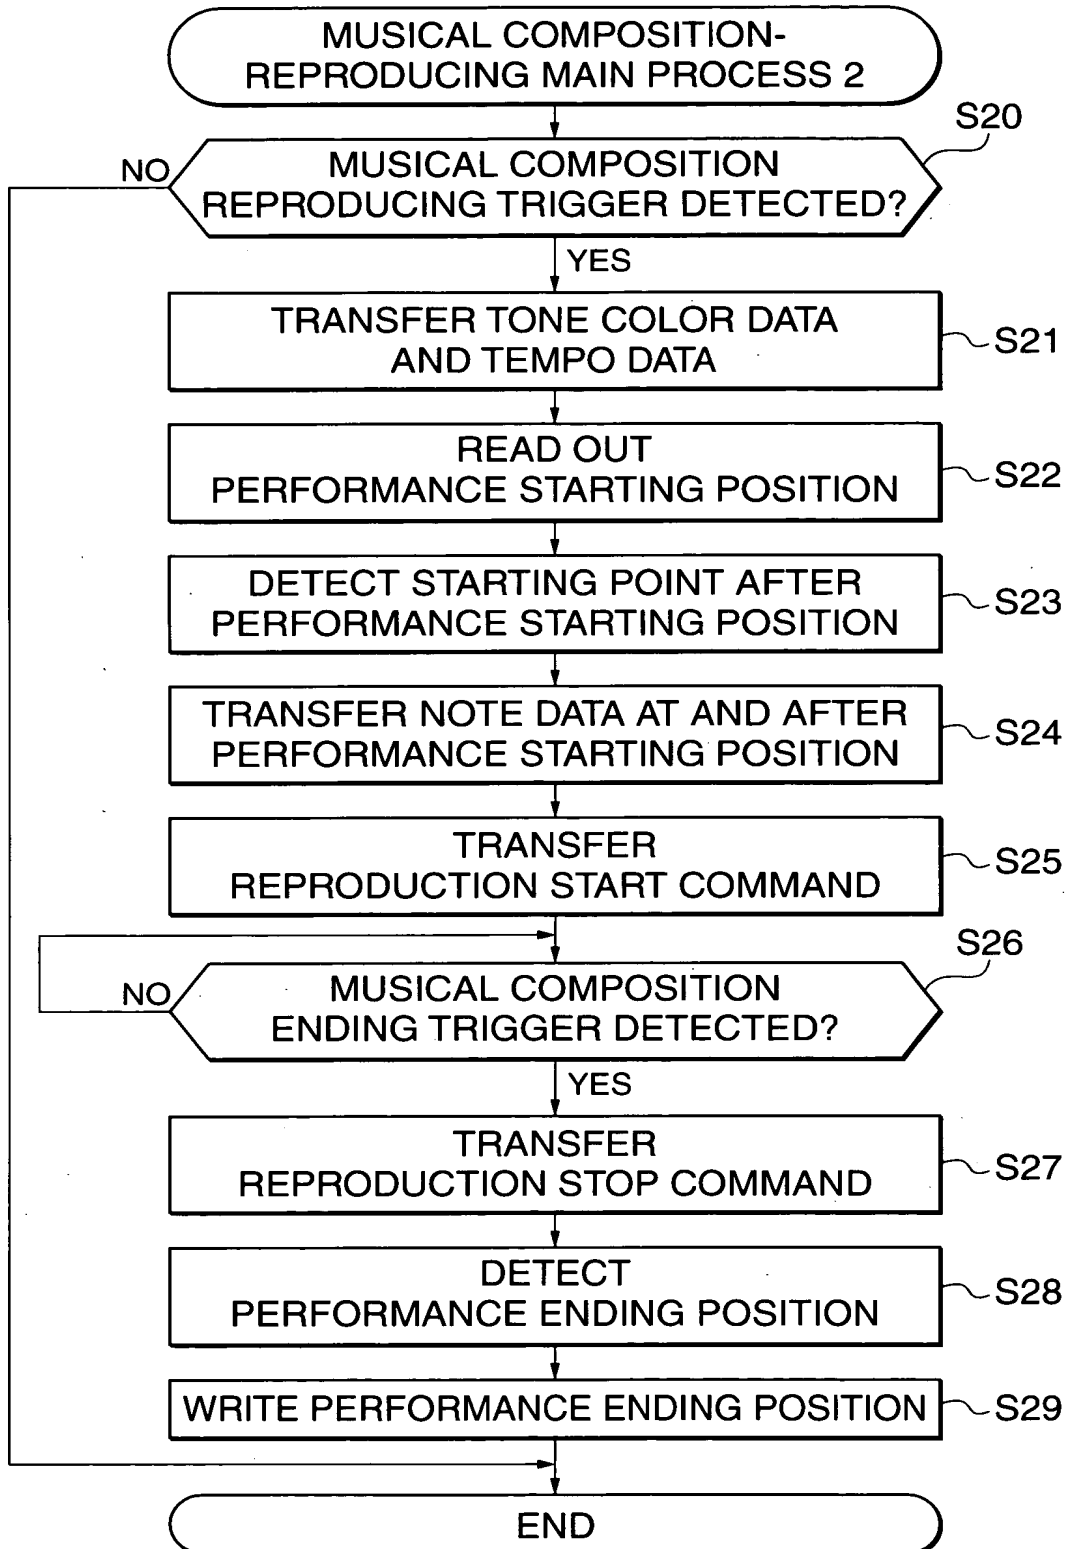 MUSICAL COMPOSITION-
REPRODUCING MAIN PROCESS 2
S20
NO
MUSICAL COMPOSITION
REPRODUCING TRIGGER DETECTED?
YES
TRANSFER TONE COLOR DATA
AND TEMPO DATA
S21
READ OUT
PERFORMANCE STARTING POSITION
S22
DETECT STARTING POINT AFTER
PERFORMANCE STARTING POSITION
S23
TRANSFER NOTE DATA AT AND AFTER
PERFORMANCE STARTING POSITION
S24
TRANSFER
REPRODUCTION START COMMAND
S25
S26
NO
MUSICAL COMPOSITION
ENDING TRIGGER DETECTED?
YES
TRANSFER
REPRODUCTION STOP COMMAND
S27
DETECT
PERFORMANCE ENDING POSITION
S28
WRITE PERFORMANCE ENDING POSITION
S29
END